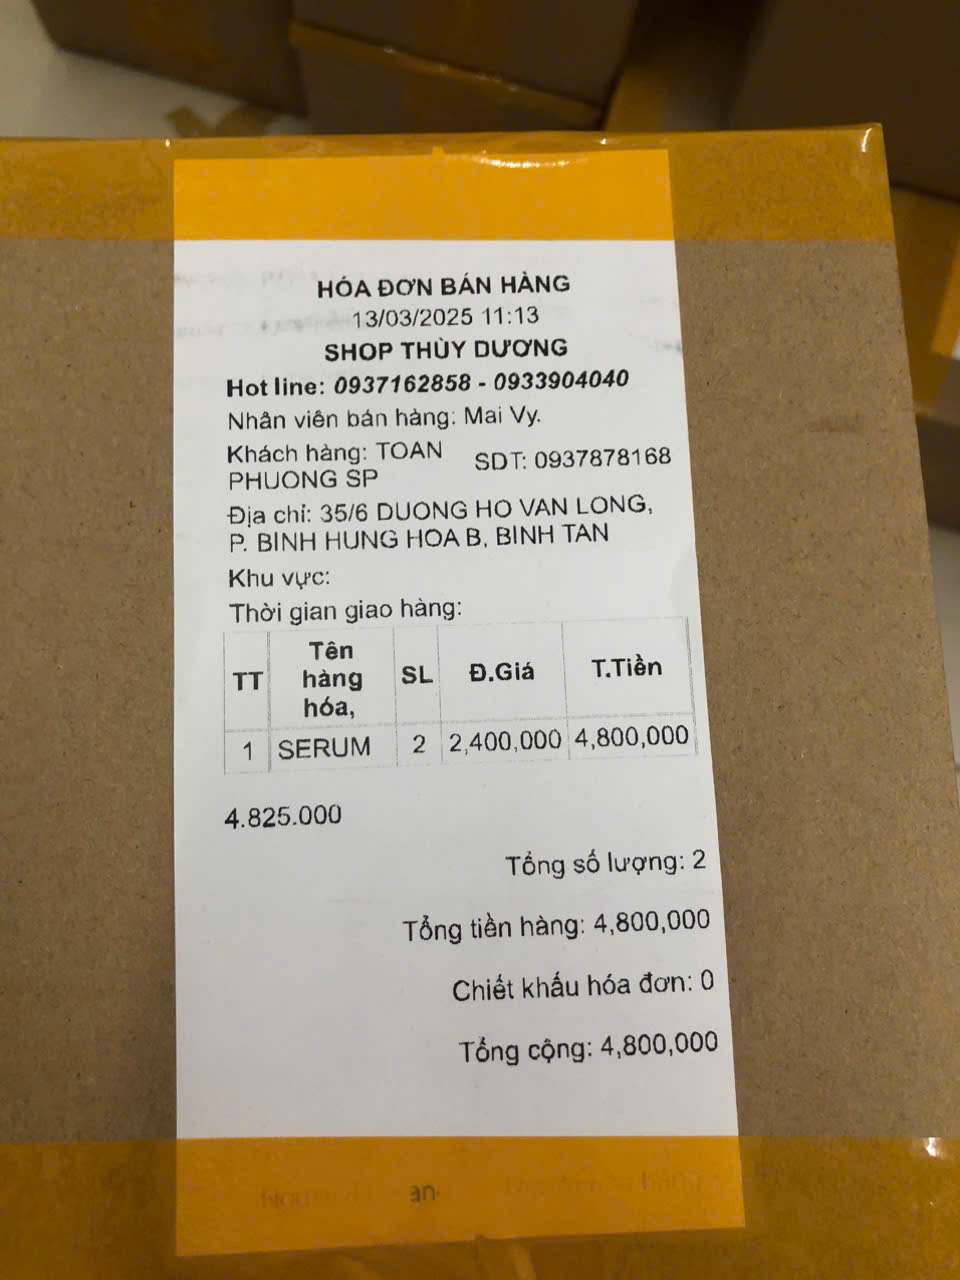 HÓA ĐƠN BÁN HÀNG
13/03/2025 11:13
SHOP THÙY DƯƠNG
Hot line: 0937162858 - 0933904040
Nhân viên bán hàng: Mai Vy.
Khách hàng: TOAN PHUONG SP SDT: 0937878168
Địa chỉ: 35/6 DUONG HO VAN LONG,
P. BINH HUNG HOA B, BINH TAN
Khu vực:
Thời gian giao hàng:
TT Tên hàng hóa, SL Đ.Giá T.Tiền
1 SERUM 2 2,400,000 4,800,000
4.825.000
Tổng số lượng: 2
Tổng tiền hàng: 4,800,000
Chiết khấu hóa đơn: 0
Tổng cộng: 4,800,000